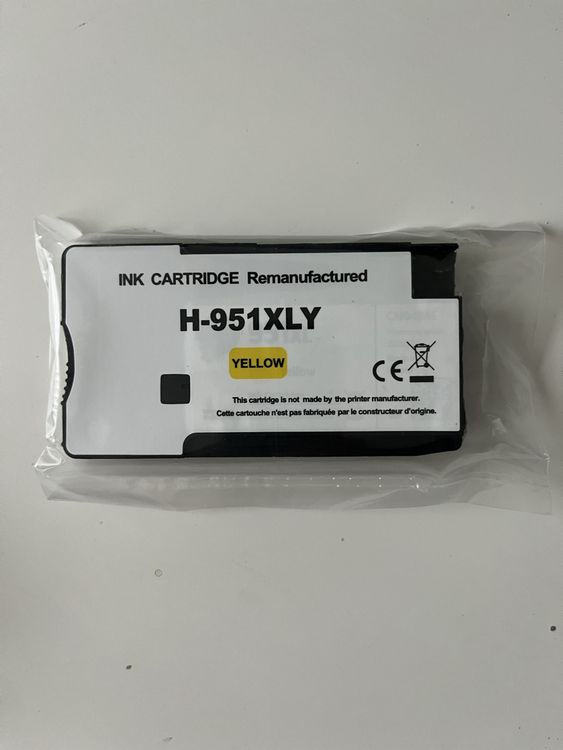 INK CARTRIDGE Remanufactured
H-951XLY
YELLOW
CE
This cartridge is not made by the printer manufacturer.
Cette cartouche n'est pas fabriquée par le constructeur d'origine.